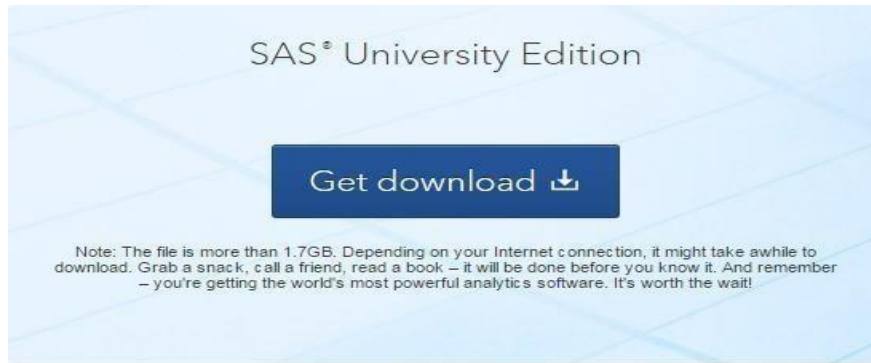 SAS® University Edition
Get download
Note: The file is more than 1.7GB. Depending on your Internet connection, it might take awhile to
download. Grab a snack, call a friend, read a book – it will be done before you know it. And remember
– you're getting the world's most powerful analytics software. It's worth the wait!